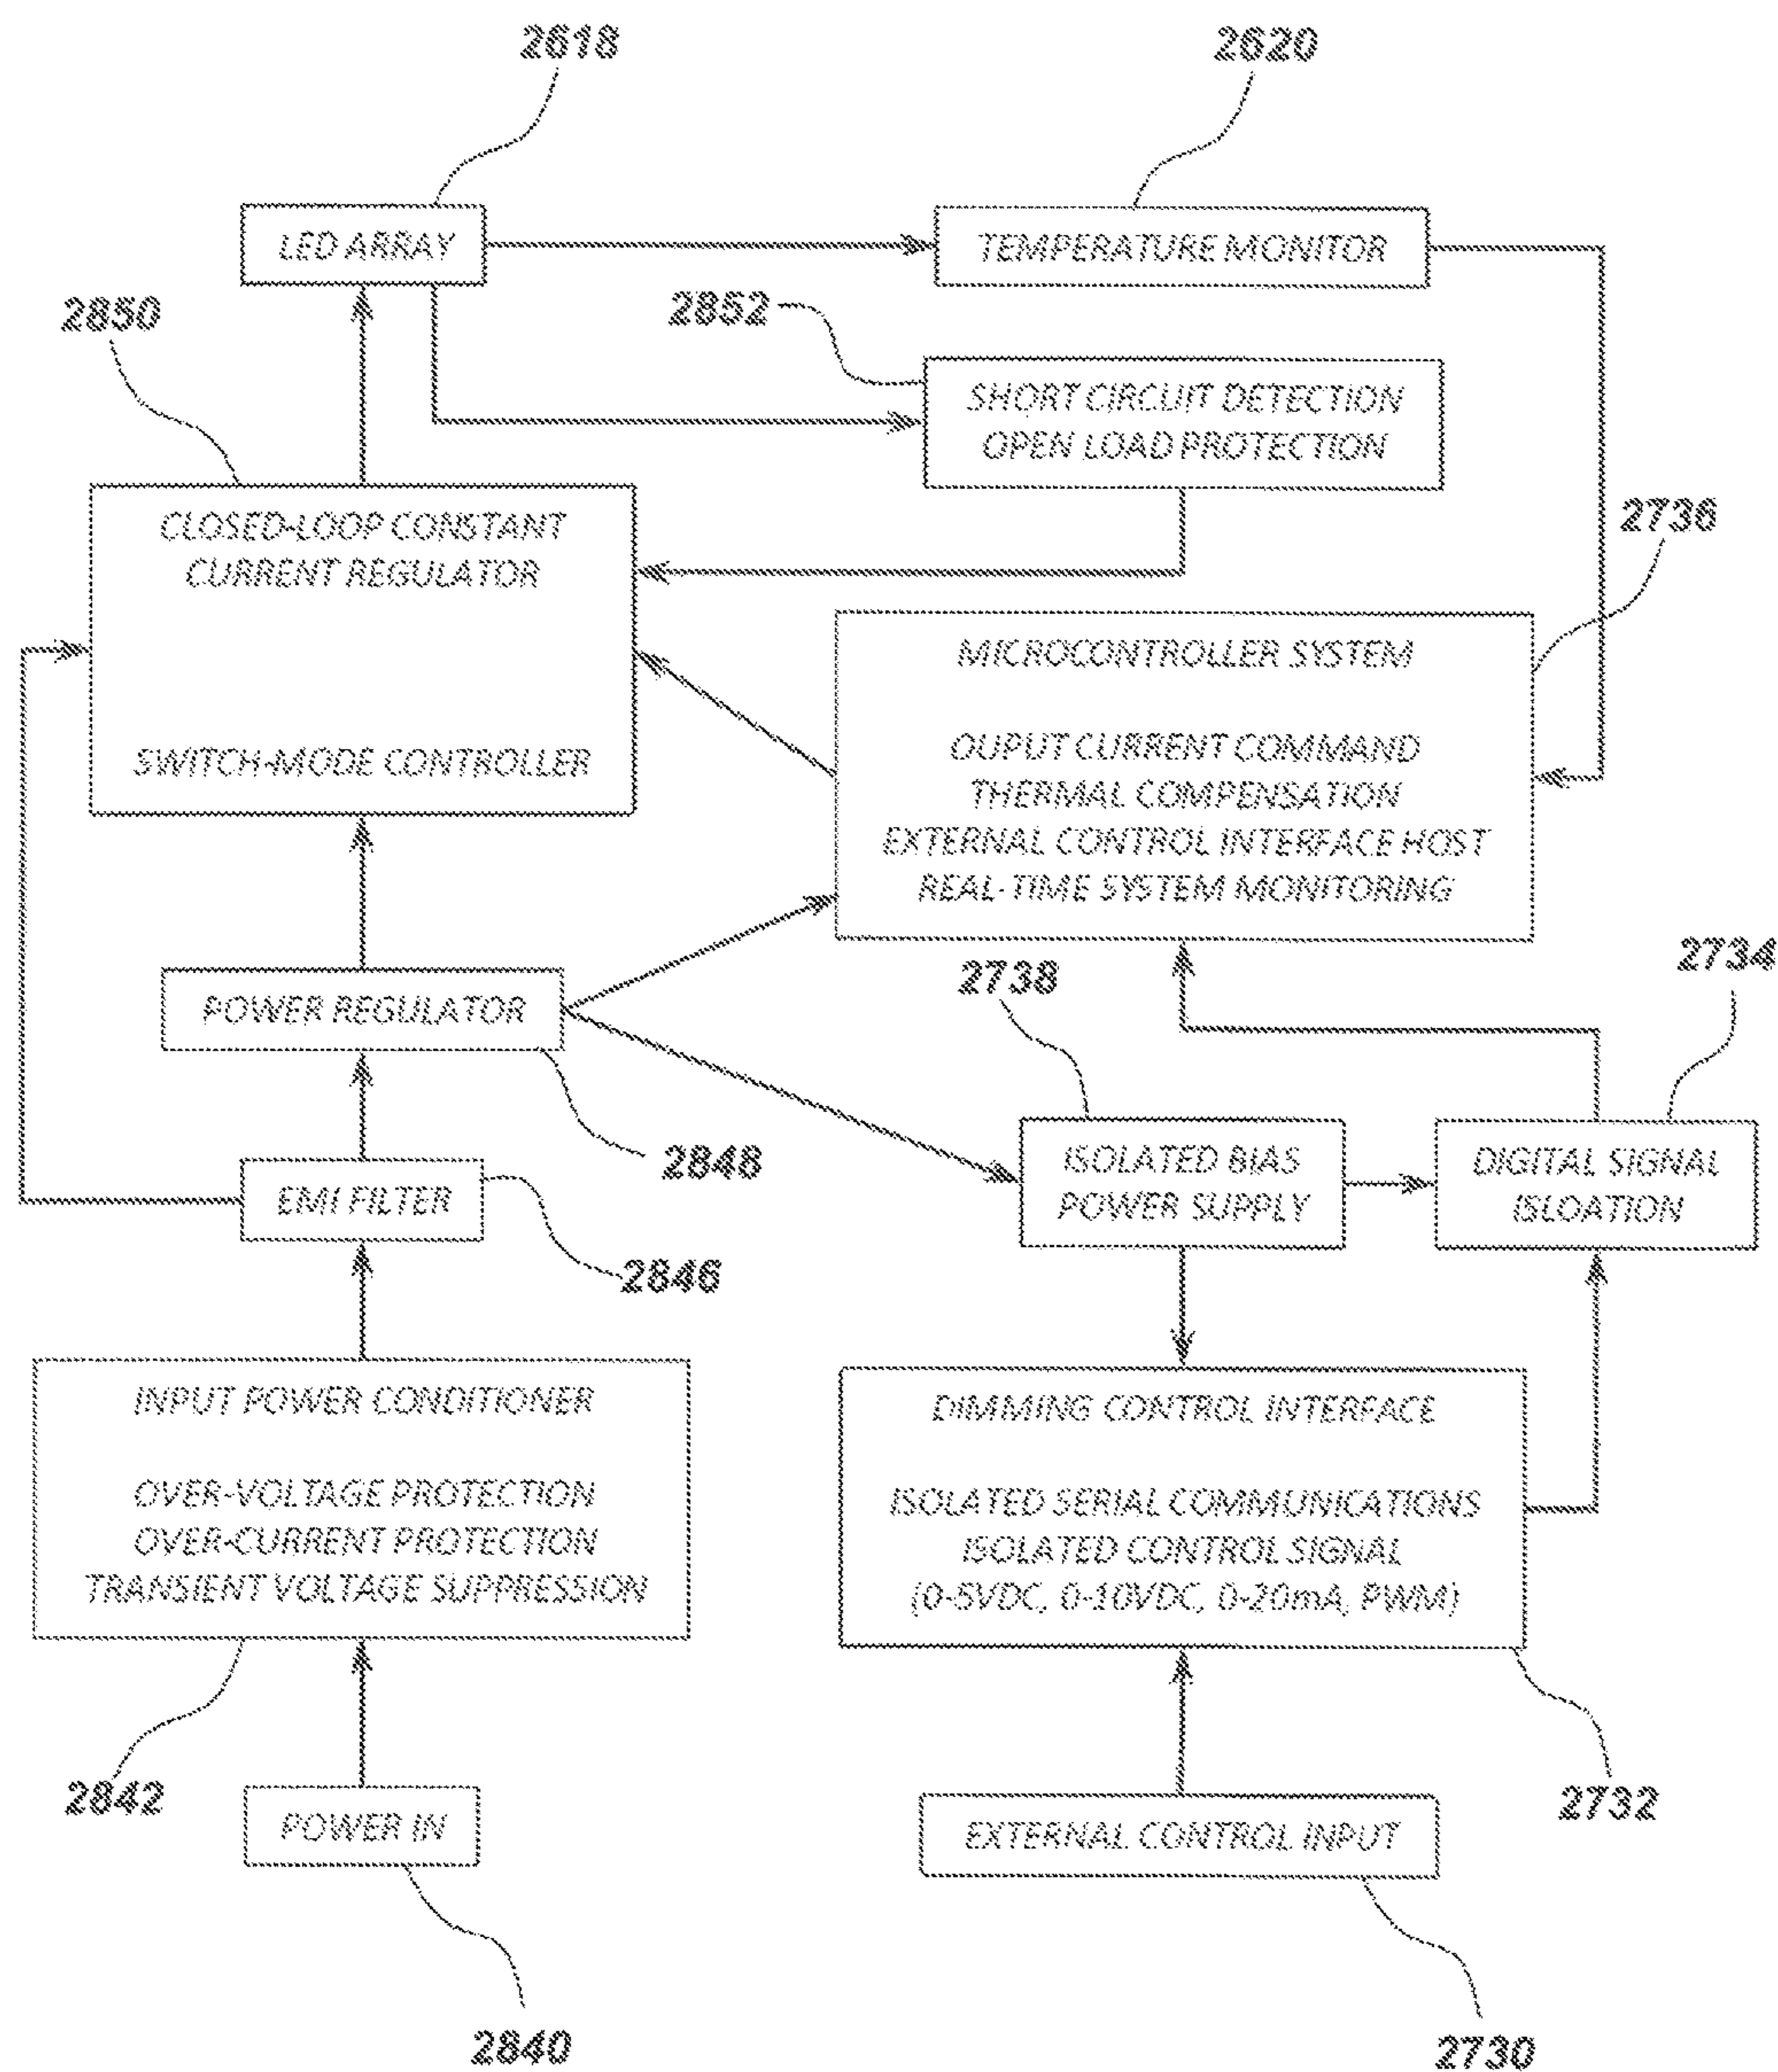 2618
2620
LED ARRAY
TEMPERATURE MONITOR
2850
2852
SHORT CIRCUIT DETECTION
OPEN LOAD PROTECTION
CLOSED-LOOP CONSTANT
CURRENT REGULATOR
SWITCH-MODE CONTROLLER
2736
MICROCONTROLLER SYSTEM
OUPUT CURRENT COMMAND
THERMAL COMPENSATION
EXTERNAL CONTROL INTERFACE HOST
REAL-TIME SYSTEM MONITORING
2738
2734
POWER REGULATOR
2848
ISOLATED BIAS
POWER SUPPLY
DIGITAL SIGNAL
ISLOATION
EMI FILTER
2846
INPUT POWER CONDITIONER
OVER-VOLTAGE PROTECTION
OVER-CURRENT PROTECTION
TRANSIENT VOLTAGE SUPPRESSION
DIMMING CONTROL INTERFACE
ISOLATED SERIAL COMMUNICATIONS
ISOLATED CONTROL SIGNAL
(0-5VDC, 0-10VDC, 0-20mA, PWM)
2842
2732
POWER IN
EXTERNAL CONTROL INPUT
2840
2730